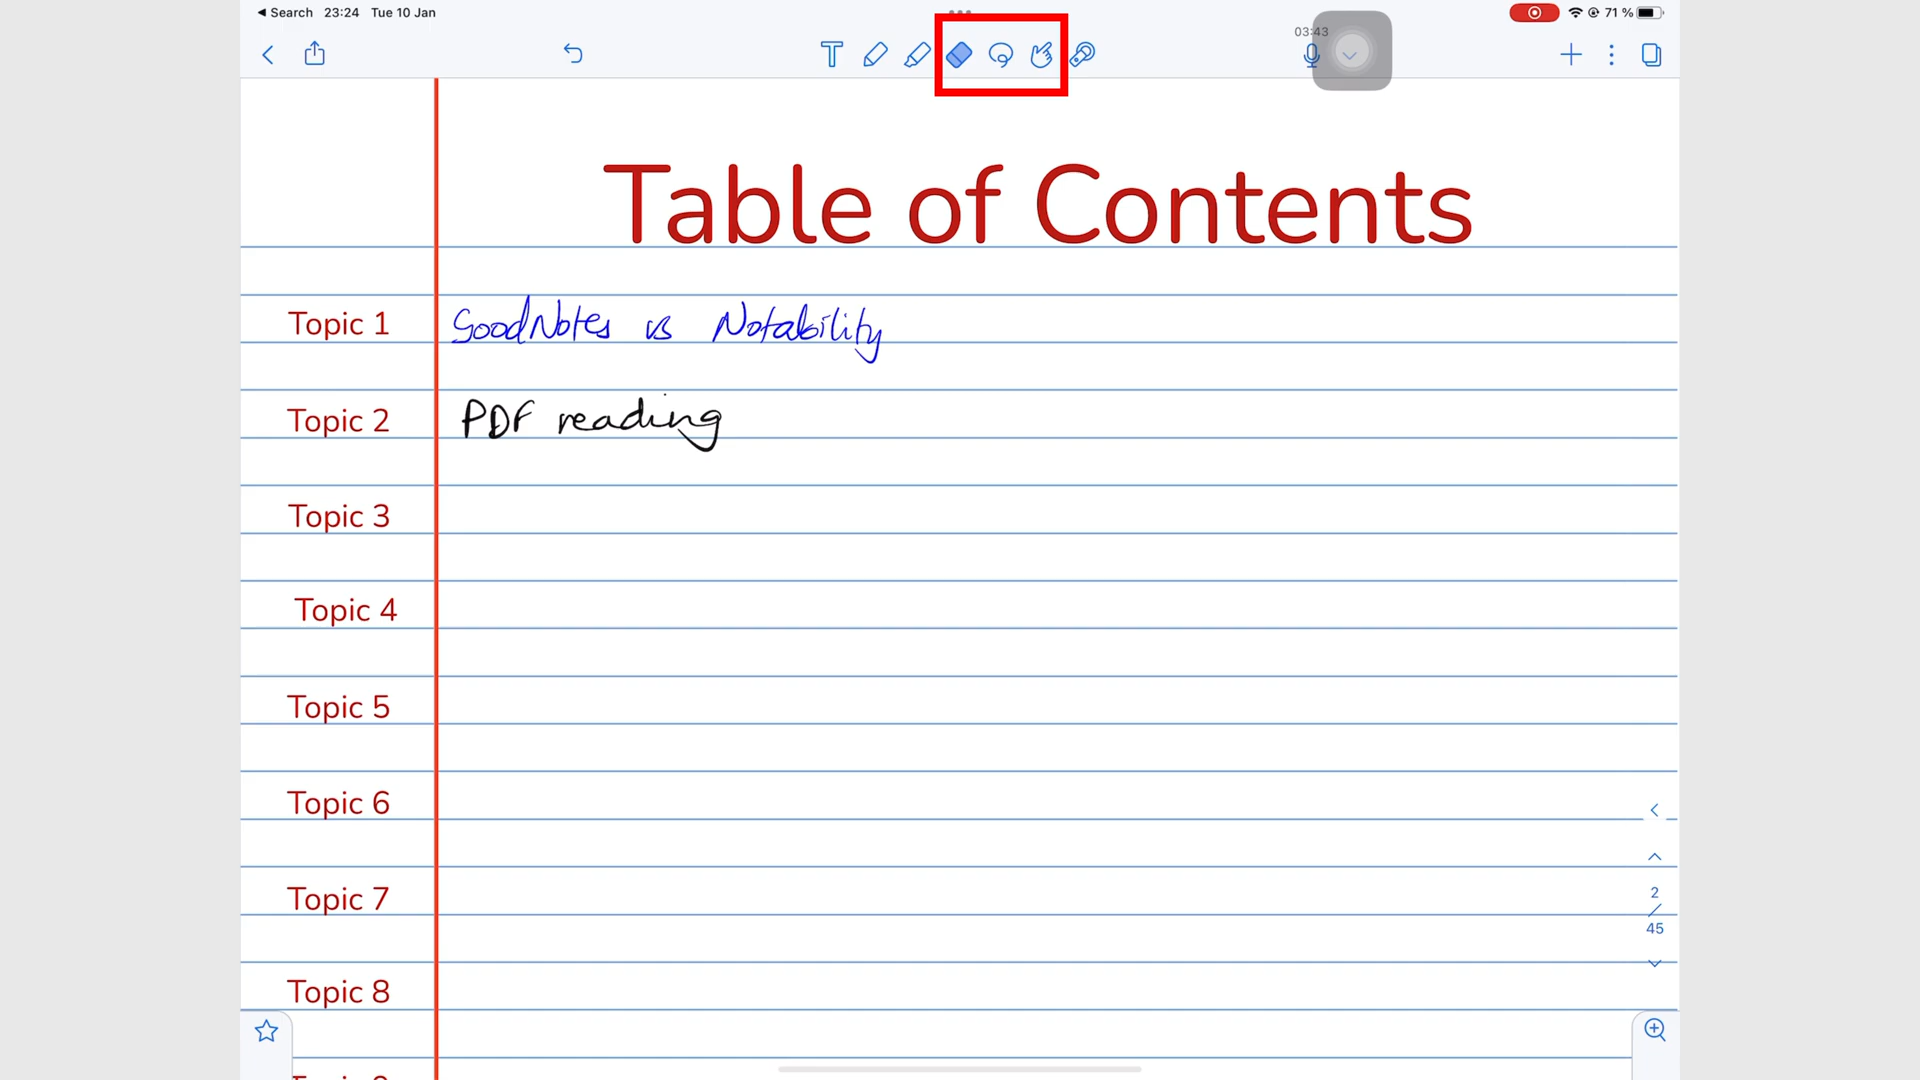 Search 23:24 Tue 10 Jan
71 %
03:43
Table of Contents
Topic 1 GoodNotes vs Notability
Topic 2 PDF reading
Topic 3
Topic 4
Topic 5
Topic 6
Topic 7
2
45
Topic 8